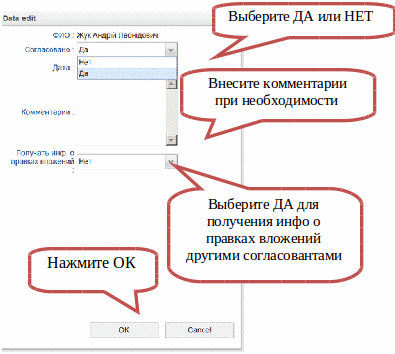 Data edit
Выберите ДА или НЕТ
ФИО : Жук Андрій Леонідович
Согласовано : Да
Нет
Да
Дата
Внесите комментарии
при необходимости
Комментарии :
Получать инф. о
правках вложений
: Нет
Выберите ДА для
получения инфо о
правках вложений
другими согласовантами
Нажмите ОК
OK
Cancel